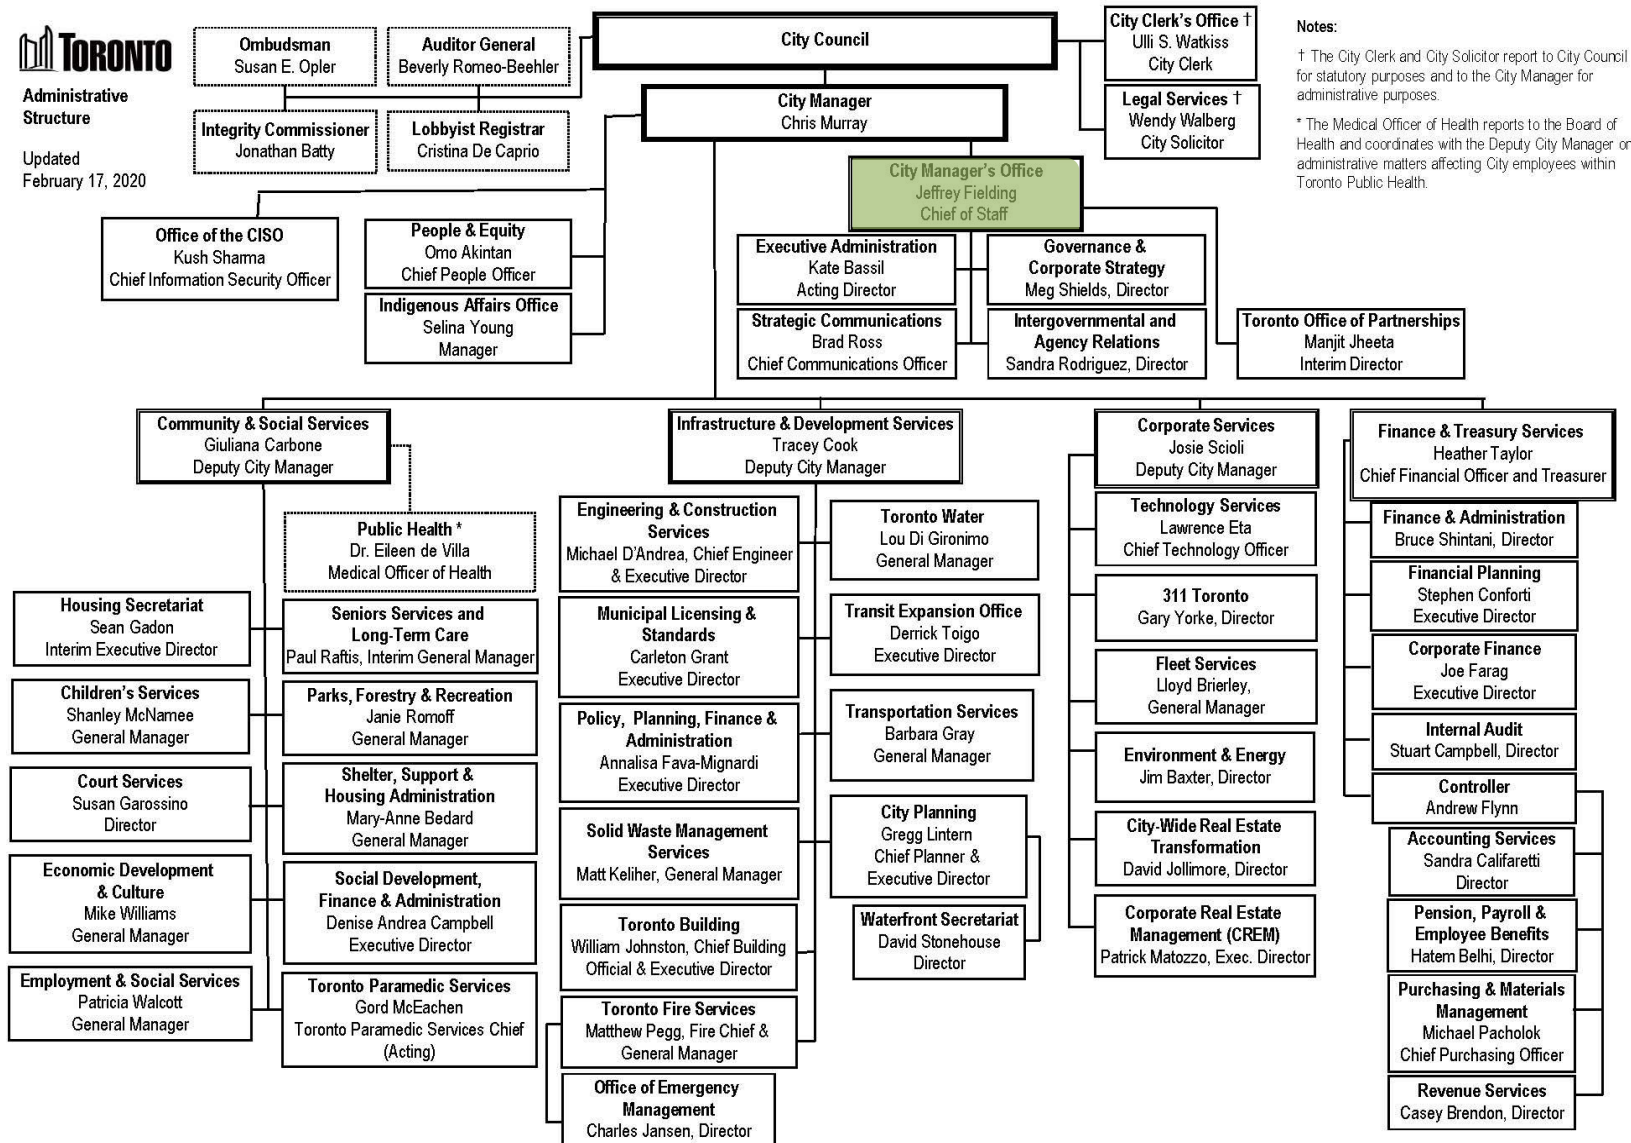 TORONTO
Administrative
Structure
Updated
February 17, 2020
Ombudsman
Susan E. Opler
Auditor General
Beverly Romeo-Beehler
Integrity Commissioner
Jonathan Batty
Lobbyist Registrar
Cristina De Caprio
City Council
City Clerk's Office †
Ulli S. Watkiss
City Clerk
Legal Services †
Wendy Walberg
City Solicitor
Notes:
† The City Clerk and City Solicitor report to City Council
for statutory purposes and to the City Manager for
administrative purposes.
* The Medical Officer of Health reports to the Board of
Health and coordinates with the Deputy City Manager on
administrative matters affecting City employees within
Toronto Public Health.
City Manager
Chris Murray
City Manager's Office
Jeffrey Fielding
Chief of Staff
Office of the CISO
Kush Sharma
Chief Information Security Officer
People & Equity
Omo Akintan
Chief People Officer
Indigenous Affairs Office
Selina Young
Manager
Executive Administration
Kate Bassil
Acting Director
Governance &
Corporate Strategy
Meg Shields, Director
Strategic Communications
Brad Ross
Chief Communications Officer
Intergovernmental and
Agency Relations
Sandra Rodriguez, Director
Toronto Office of Partnerships
Manjit Jheeta
Interim Director
Community & Social Services
Giuliana Carbone
Deputy City Manager
Public Health *
Dr. Eileen de Villa
Medical Officer of Health
Housing Secretariat
Sean Gadon
Interim Executive Director
Seniors Services and
Long-Term Care
Paul Raftis, Interim General Manager
Children's Services
Shanley McNamee
General Manager
Parks, Forestry & Recreation
Janie Romoff
General Manager
Court Services
Susan Garossino
Director
Shelter, Support &
Housing Administration
Mary-Anne Bedard
General Manager
Economic Development
& Culture
Mike Williams
General Manager
Social Development,
Finance & Administration
Denise Andrea Campbell
Executive Director
Employment & Social Services
Patricia Walcott
General Manager
Toronto Paramedic Services
Gord McEachen
Toronto Paramedic Services Chief
(Acting)
Infrastructure & Development Services
Tracey Cook
Deputy City Manager
Engineering & Construction
Services
Michael D'Andrea, Chief Engineer
& Executive Director
Toronto Water
Lou Di Gironimo
General Manager
Municipal Licensing &
Standards
Carleton Grant
Executive Director
Transit Expansion Office
Derrick Toigo
Executive Director
Policy, Planning, Finance &
Administration
Annalisa Fava-Mignardi
Executive Director
Transportation Services
Barbara Gray
General Manager
Solid Waste Management
Services
Matt Keliher, General Manager
City Planning
Gregg Lintern
Chief Planner &
Executive Director
Toronto Building
William Johnston, Chief Building
Official & Executive Director
Waterfront Secretariat
David Stonehouse
Director
Toronto Fire Services
Matthew Pegg, Fire Chief &
General Manager
Office of Emergency
Management
Charles Jansen, Director
Corporate Services
Josie Scioli
Deputy City Manager
Technology Services
Lawrence Eta
Chief Technology Officer
311 Toronto
Gary Yorke, Director
Fleet Services
Lloyd Brierley,
General Manager
Environment & Energy
Jim Baxter, Director
City-Wide Real Estate
Transformation
David Jollimore, Director
Corporate Real Estate
Management (CREM)
Patrick Matozzo, Exec. Director
Finance & Treasury Services
Heather Taylor
Chief Financial Officer and Treasurer
Finance & Administration
Bruce Shintani, Director
Financial Planning
Stephen Conforti
Executive Director
Corporate Finance
Joe Farag
Executive Director
Internal Audit
Stuart Campbell, Director
Controller
Andrew Flynn
Accounting Services
Sandra Califaretti
Director
Pension, Payroll &
Employee Benefits
Hatem Belhi, Director
Purchasing & Materials
Management
Michael Pacholok
Chief Purchasing Officer
Revenue Services
Casey Brendon, Director